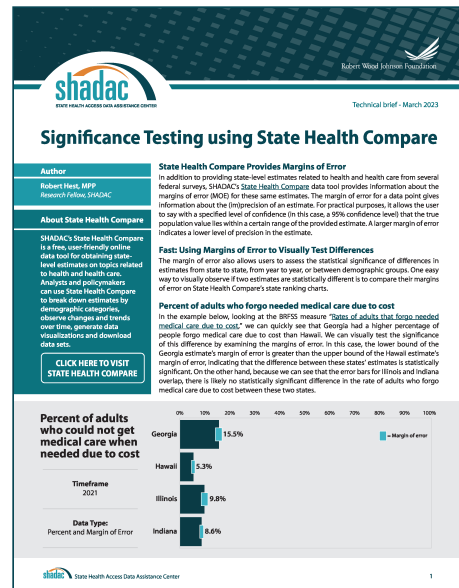 Robert Wood Johnson Foundation
shadac
STATE HEALTH ACCESS DATA ASSISTANCE CENTER
Technical brief - March 2023
Significance Testing using State Health Compare
Author
Robert Hest, MPP
Research Fellow, SHADAC
About State Health Compare
SHADAC's State Health Compare
is a free, user-friendly online
data tool for obtaining state-
level estimates on topics related
to health and health care.
Analysts and policymakers
can use State Health Compare
to break down estimates by
demographic categories,
observe changes and trends
over time, generate data
visualizations and download
data sets.
CLICK HERE TO VISIT
STATE HEALTH COMPARE
State Health Compare Provides Margins of Error
In addition to providing state-level estimates related to health and health care from several
federal surveys, SHADAC's State Health Compare data tool provides information about the
margins of error (MOE) for these same estimates. The margin of error for a data point gives
information about the (im)precision of an estimate. For practical purposes, it allows the user
to say with a specified level of confidence (in this case, a 95% confidence level) that the true
population value lies within a certain range of the provided estimate. A larger margin of error
indicates a lower level of precision in the estimate.
Fast: Using Margins of Error to Visually Test Differences
The margin of error also allows users to assess the statistical significance of differences in
estimates from state to state, from year to year, or between demographic groups. One easy
way to visually observe if two estimates are statistically different is to compare their margins
of error on State Health Compare's state ranking charts.
Percent of adults who forgo needed medical care due to cost
In the example below, looking at the BRFSS measure "Rates of adults that forgo needed
medical care due to cost," we can quickly see that Georgia had a higher percentage of
people forgo medical care due to cost than Hawaii. We can visually test the significance
of this difference by examining the margins of error. In this case, the lower bound of the
Georgia estimate's margin of error is greater than the upper bound of the Hawaii estimate's
margin of error, indicating that the difference between these states' estimates is statistically
significant. On the other hand, because we can see that the error bars for Illinois and Indiana
overlap, there is likely no statistically significant difference in the rate of adults who forgo
medical care due to cost between these two states.
Percent of adults
who could not get
medical care when
needed due to cost
Timeframe
2021
Data Type:
Percent and Margin of Error
0% 10% 20% 30% 40% 50% 60% 70% 80% 90% 100%
Georgia 15.5%
= Margin of error
Hawaii 5.3%
Illinois 9.8%
Indiana 8.6%
shadac State Health Access Data Assistance Center 1